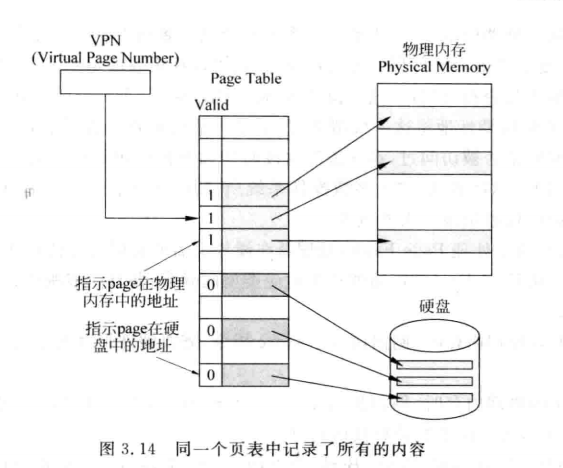 VPN
(Virtual Page Number)
物理内存
Physical Memory
Page Table
Valid
1
1
1
指示page在物理
内存中的地址
0
指示page在硬
盘中的地址
0
0
硬盘
图 3.14 同一个页表中记录了所有的内容